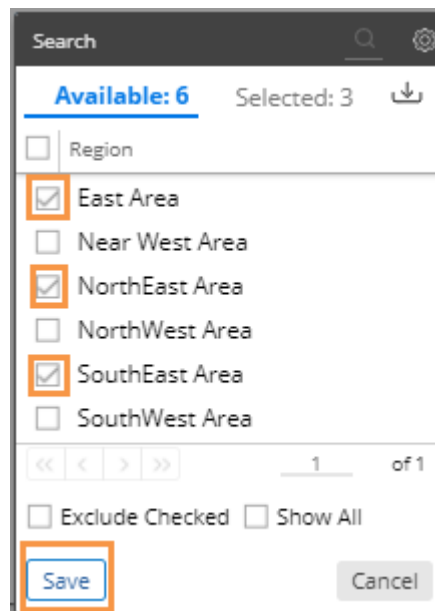 Search
Available: 6 Selected: 3
Region
East Area
Near West Area
NorthEast Area
NorthWest Area
SouthEast Area
SouthWest Area
<< < > >> 1 of 1
Exclude Checked Show All
Save Cancel